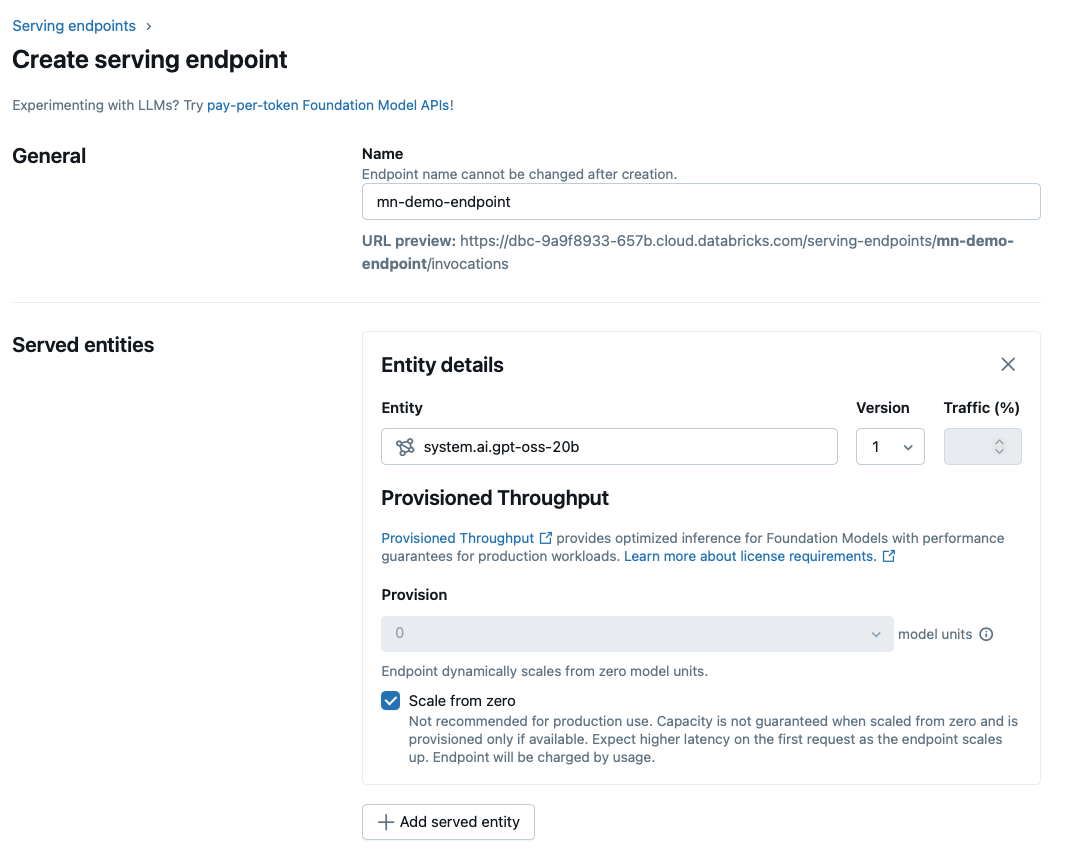 Serving endpoints >
Create serving endpoint
Experimenting with LLMs? Try pay-per-token Foundation Model APIs!
General
Name
Endpoint name cannot be changed after creation.
mn-demo-endpoint
URL preview: https://dbc-9a9f8933-657b.cloud.databricks.com/serving-endpoints/mn-demo-
endpoint/invocations
Served entities
Entity details
Entity
Version
Traffic (%)
system.ai.gpt-oss-20b
1
Provisioned Throughput
Provisioned Throughput provides optimized inference for Foundation Models with performance
guarantees for production workloads. Learn more about license requirements.
Provision
0
model units
Endpoint dynamically scales from zero model units.
Scale from zero
Not recommended for production use. Capacity is not guaranteed when scaled from zero and is
provisioned only if available. Expect higher latency on the first request as the endpoint scales
up. Endpoint will be charged by usage.
Add served entity